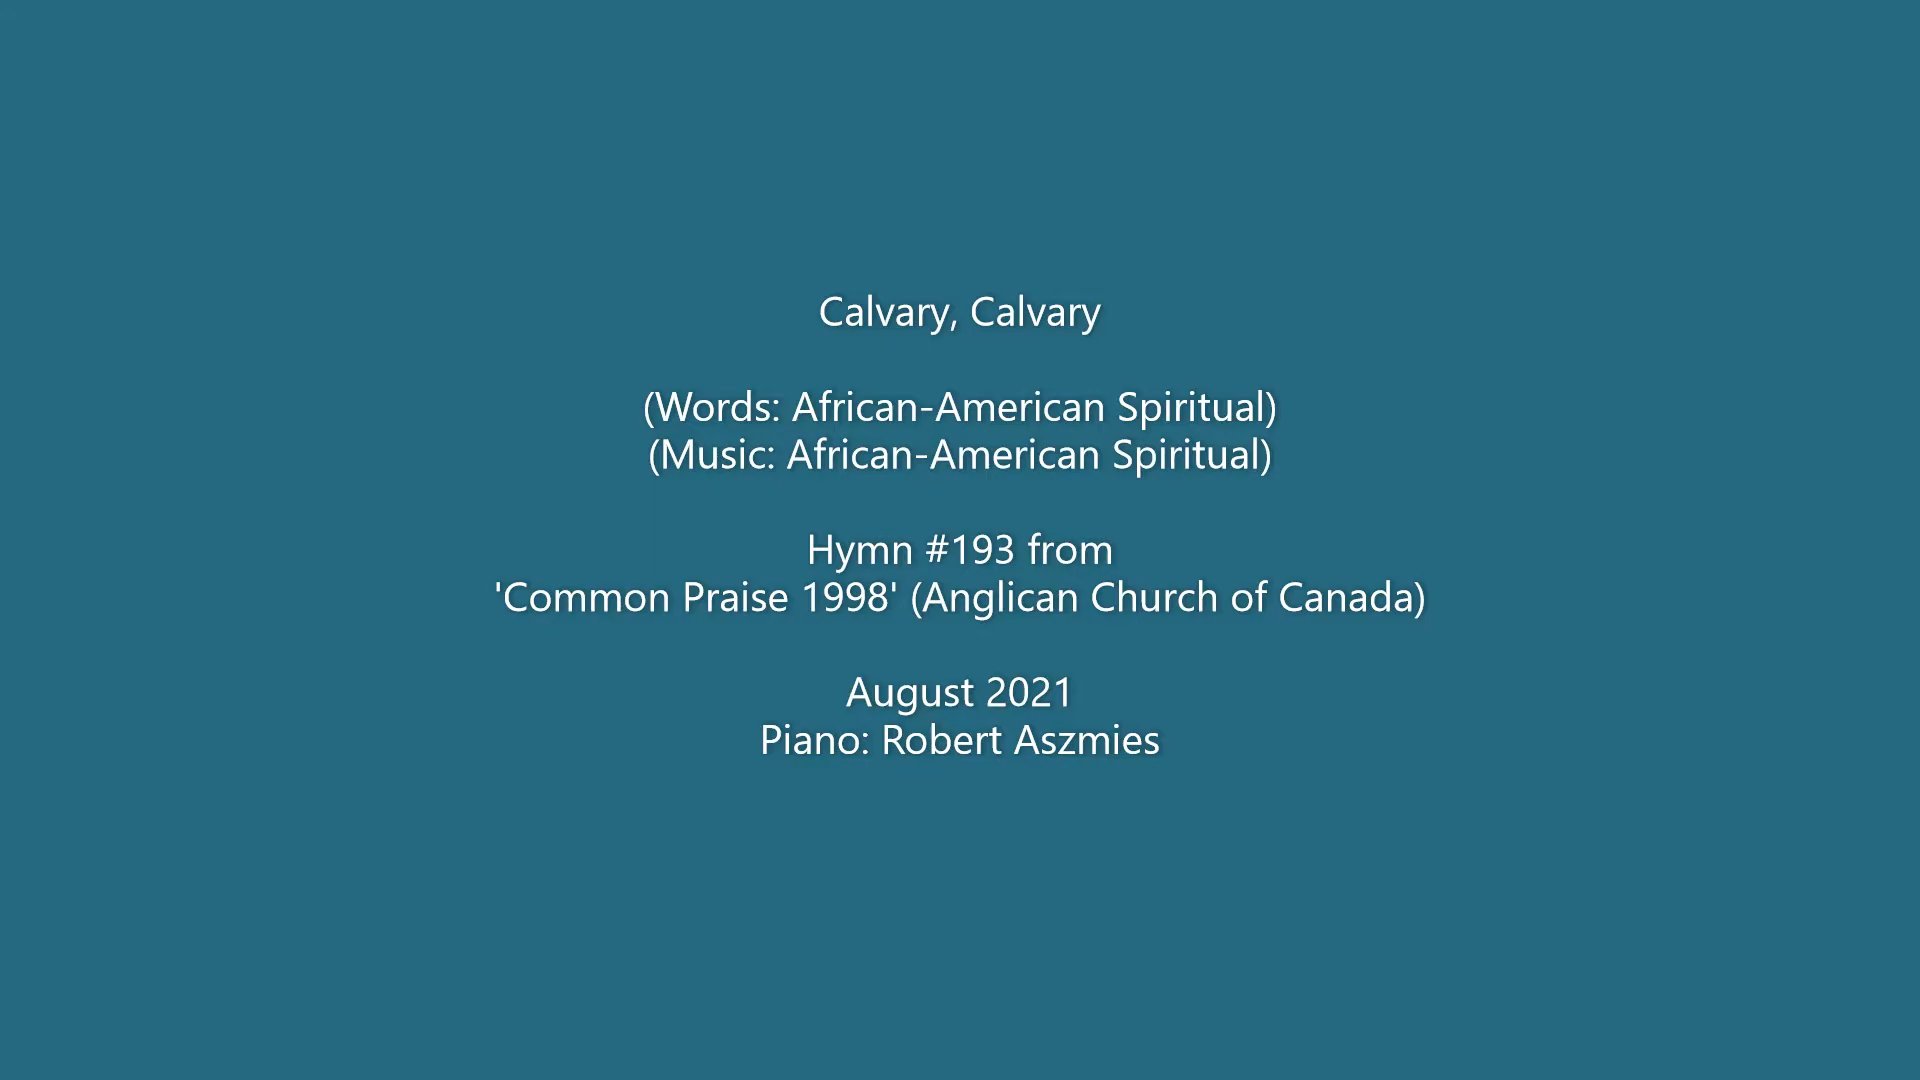 Calvary, Calvary
(Words: African-American Spiritual)
(Music: African-American Spiritual)
Hymn #193 from
'Common Praise 1998' (Anglican Church of Canada)
August 2021
Piano: Robert Aszmies